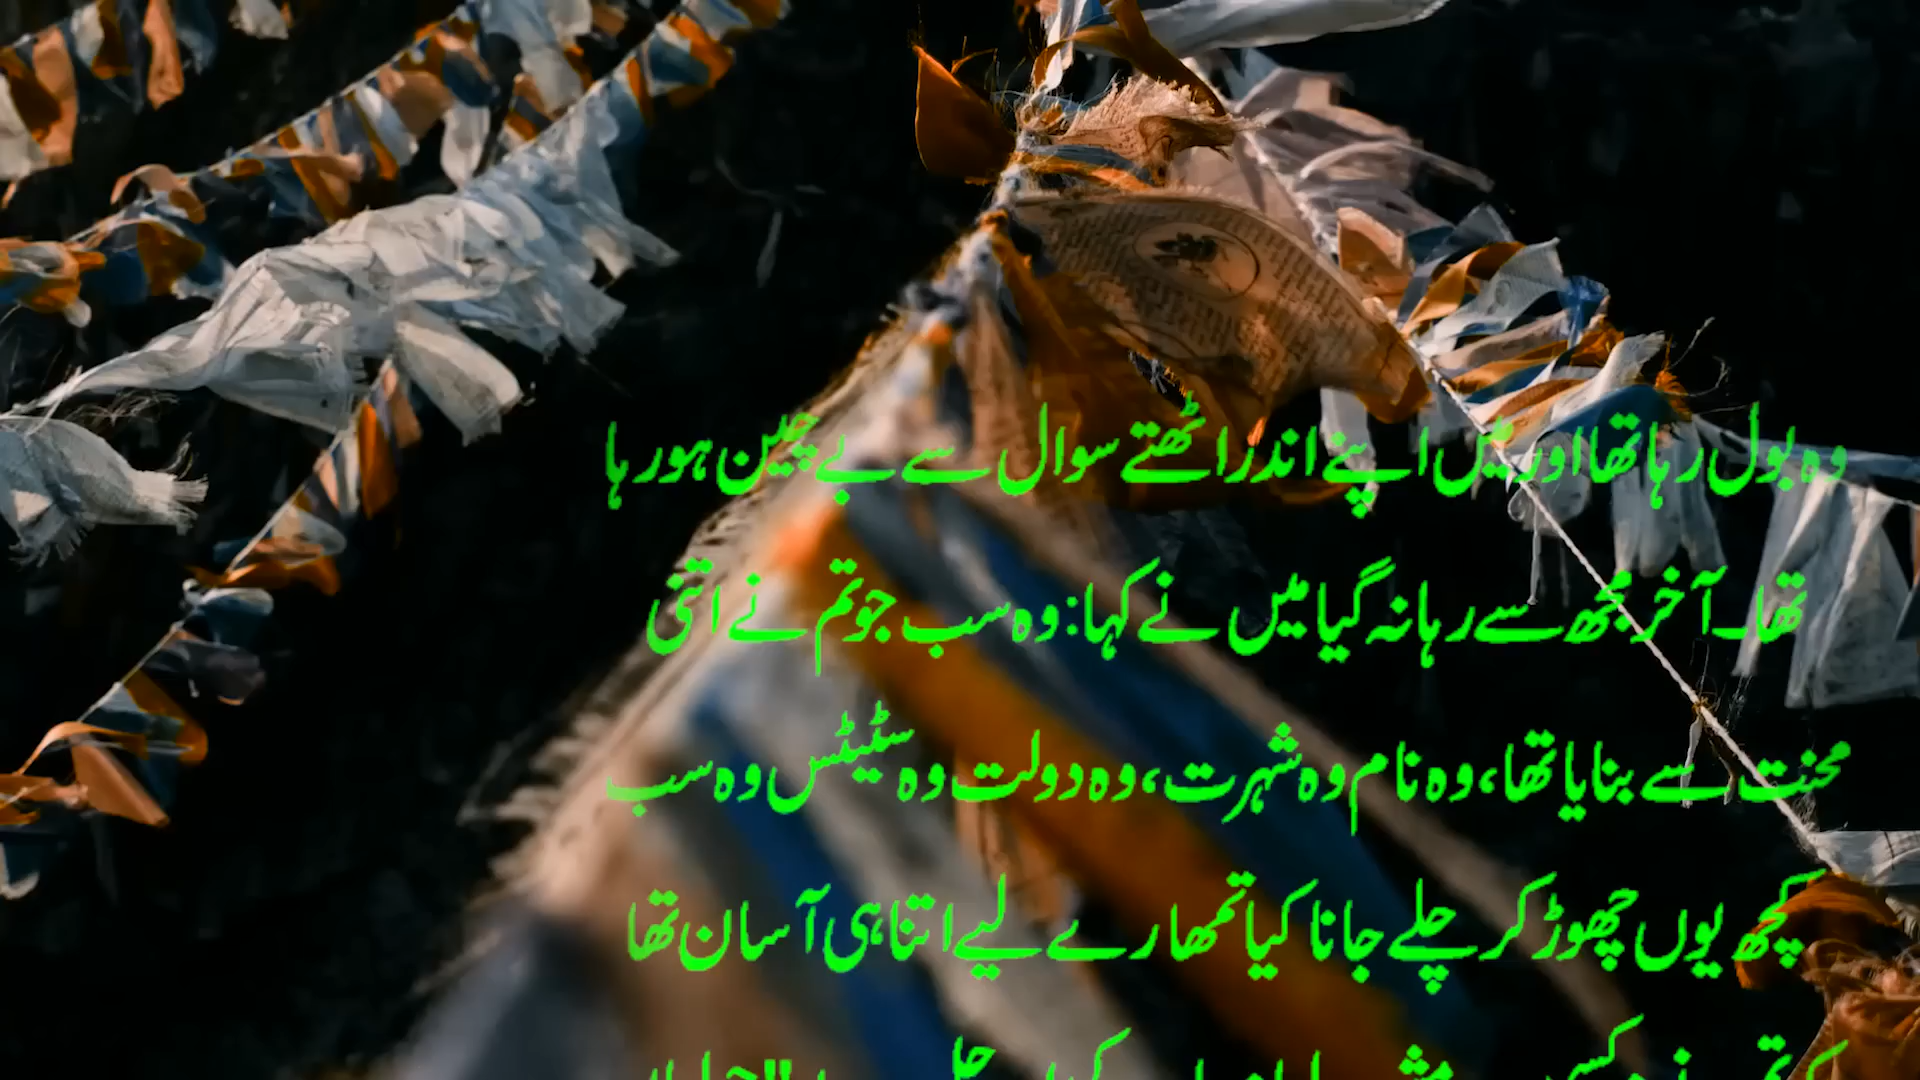 وہ بول رہا تھا اور میں اپنے اندر اٹھتے سوال سے بے چین ہو رہا
تھا۔ آخر مجھ سے رہا نہ گیا میں نے کہا: وہ سب جو تم نے اتنی
محنت سے بنایا تھا، وہ نام وہ شہرت، وہ دولت وہ سٹیٹس وہ سب
کچھ یوں چھوڑ کر چلے جانا کیا تمھارے لیے اتنا ہی آسان تھا